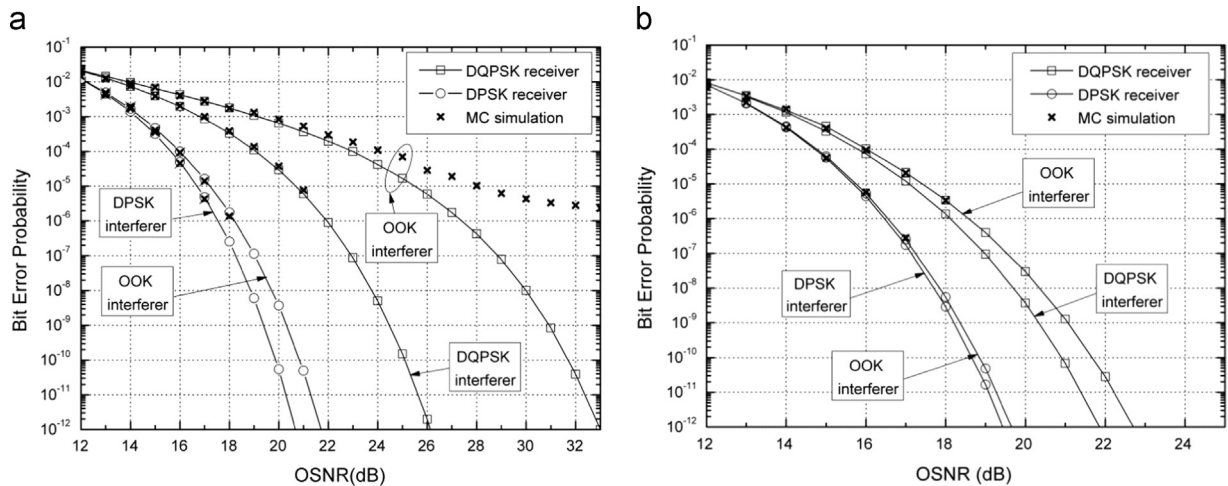 a
10^-1
10^-2
10^-3
10^-4
10^-5
10^-6
10^-7
10^-8
10^-9
10^-10
10^-11
10^-12
Bit Error Probability
DQPSK receiver
DPSK receiver
MC simulation
DPSK
interferer
OOK
interferer
OOK
interferer
DQPSK
interferer
12 14 16 18 20 22 24 26 28 30 32
OSNR(dB)
b
10^-1
10^-2
10^-3
10^-4
10^-5
10^-6
10^-7
10^-8
10^-9
10^-10
10^-11
10^-12
Bit Error Probability
DQPSK receiver
DPSK receiver
MC simulation
OOK
interferer
DPSK
interferer
DQPSK
interferer
OOK
interferer
12 14 16 18 20 22 24
OSNR (dB)